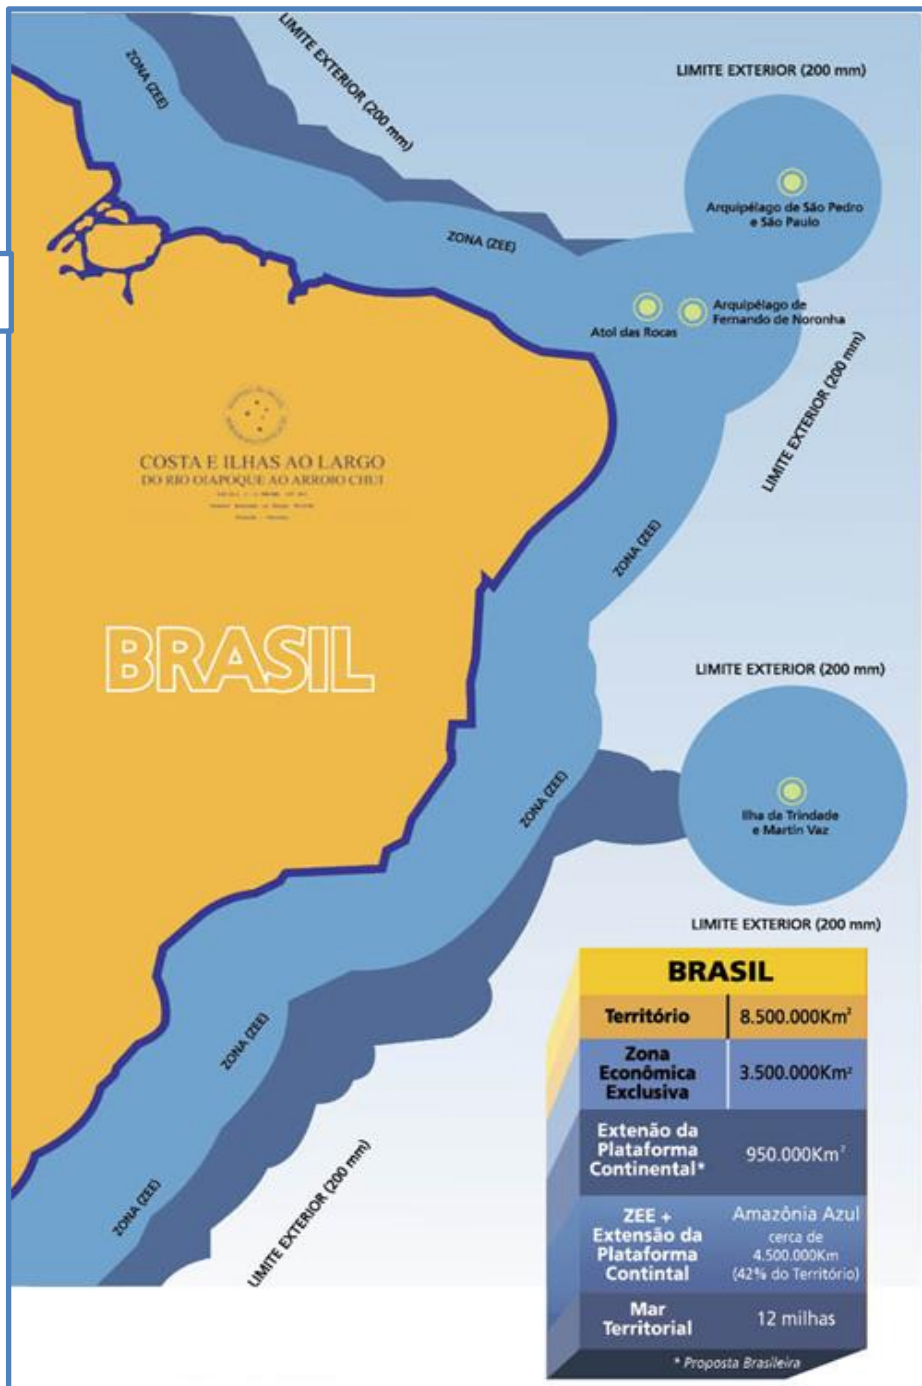 ZONA (ZEE)
LIMITE EXTERIOR (200 mm)
LIMITE EXTERIOR (200 mm)
Arquipélago de São Pedro
e São Paulo
ZONA (ZEE)
Atol das Rocas
Arquipélago de
Fernando de Noronha
LIMITE EXTERIOR (200 mm)
COSTA E ILHAS AO LARGO
DO RIO OIAPOQUE AO ARROIO CHUI
ZONA (ZEE)
BRASIL
LIMITE EXTERIOR (200 mm)
ZONA (ZEE)
Ilha da Trindade
e Martin Vaz
LIMITE EXTERIOR (200 mm)
ZONA (ZEE)
ZONA (ZEE)
LIMITE EXTERIOR (200 mm)
BRASIL
Território 8.500.000Km²
Zona
Econômica
Exclusiva
3.500.000Km²
Extenão da
Plataforma
Continental*
950.000Km²
ZEE +
Extensão da
Plataforma
Contintal
Amazônia Azul
cerca de
4.500.000Km
(42% do Território)
Mar
Territorial
12 milhas
* Proposta Brasileira